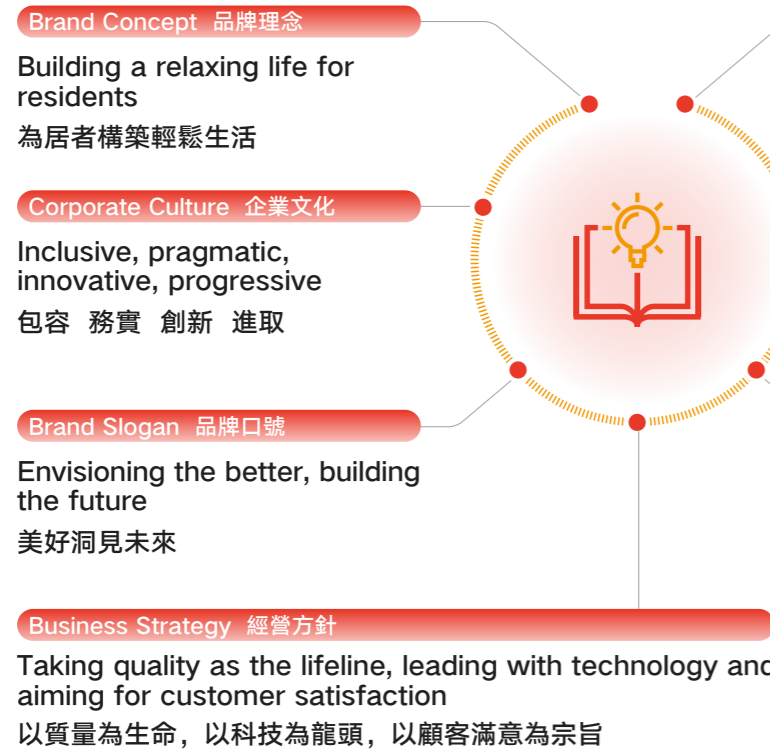 Brand Concept 品牌理念
Building a relaxing life for
residents
為居者構築輕鬆生活
Corporate Culture 企業文化
Inclusive, pragmatic,
innovative, progressive
包容 務實 創新 進取
Brand Slogan 品牌口號
Envisioning the better, building
the future
美好洞見未來
Business Strategy 經營方針
Taking quality as the lifeline, leading with technology and
aiming for customer satisfaction
以質量為生命，以科技為龍頭，以顧客滿意為宗旨